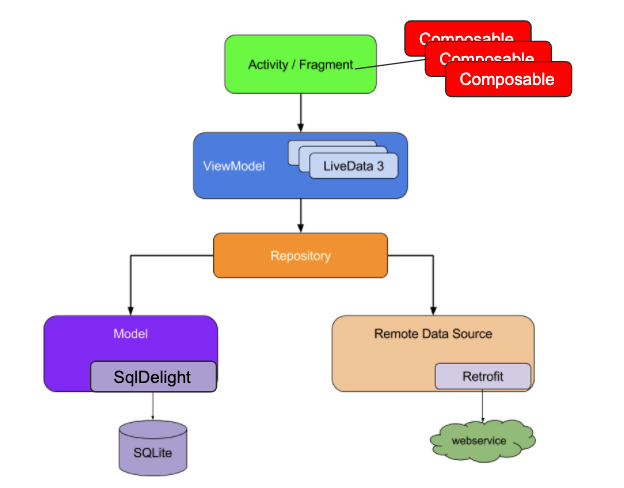 Composable
Composable
Composable
Activity / Fragment
ViewModel
LiveData 3
Repository
Model
SqlDelight
Remote Data Source
Retrofit
SQLite
webservice